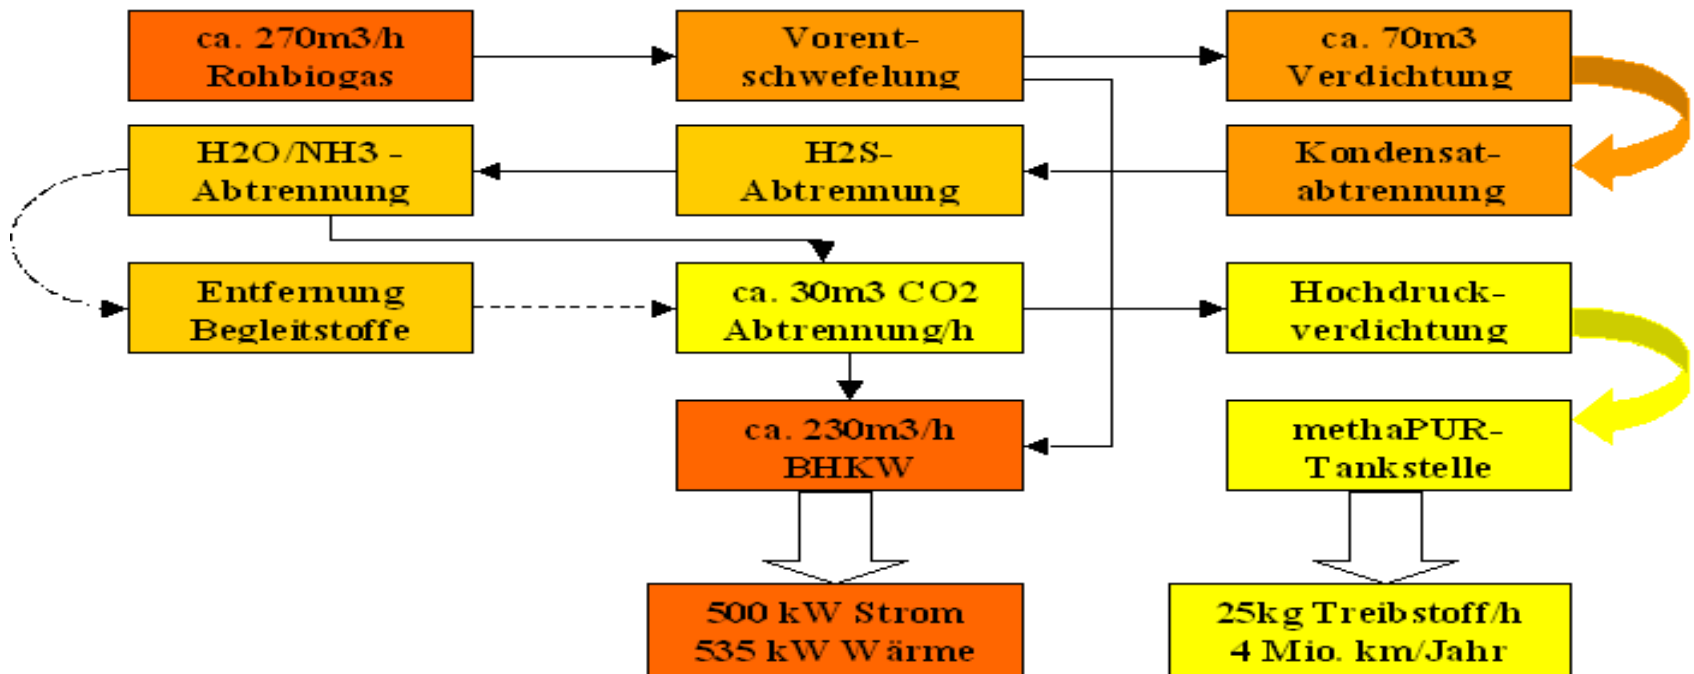 ca. 270m3/h
Rohbiogas
Vorent-
schwefelung
ca. 70m3
Verdichtung
H2O/NH3 -
Abtrennung
H2S-
Abtrennung
Kondensat-
abtrennung
Entfernung
Begleitstoffe
ca. 30m3 CO2
Abtrennung/h
Hochdruck-
verdichtung
ca. 230m3/h
BHKW
methaPUR-
Tankstelle
500 kW Strom
535 kW Wärme
25kg Treibstoff/h
4 Mio. km/Jahr